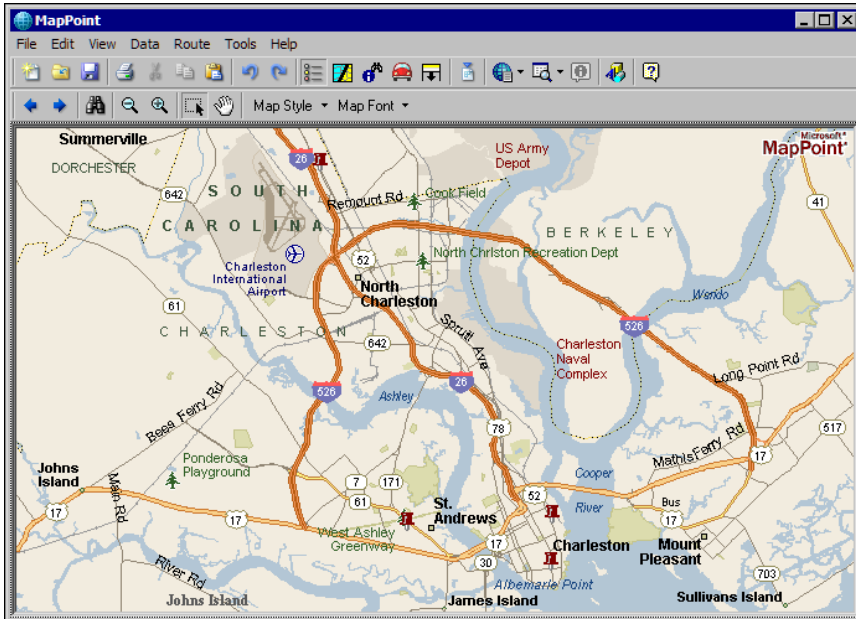 MapPoint
File Edit View Data Route Tools Help
Map Style Map Font
Summerville
DORCHESTER
26
US Army
Depot
Microsoft
MapPoint
642
SOUTH
CAROLINA
Remount Rd
Cook Field
41
BERKELEY
Charleston
International
Airport
52
North Chrlston Recreation Dept
North
Charleston
Wando
61
CHARLESTON
642
Spruill Ave
526
Charleston
Naval
Complex
Long Point Rd
526
Ashley
26
Bees Ferry Rd
78
517
Mathis Ferry Rd
17
Johns
Island
Ponderosa
Playground
Main Rd
7
171
61
Cooper
River
52
Bus
17
St.
Andrews
17
17
West Ashley
Greenway
17
30
Charleston
Mount
Pleasant
River Rd
Albemarle Point
703
Johns Island
James Island
Sullivans Island